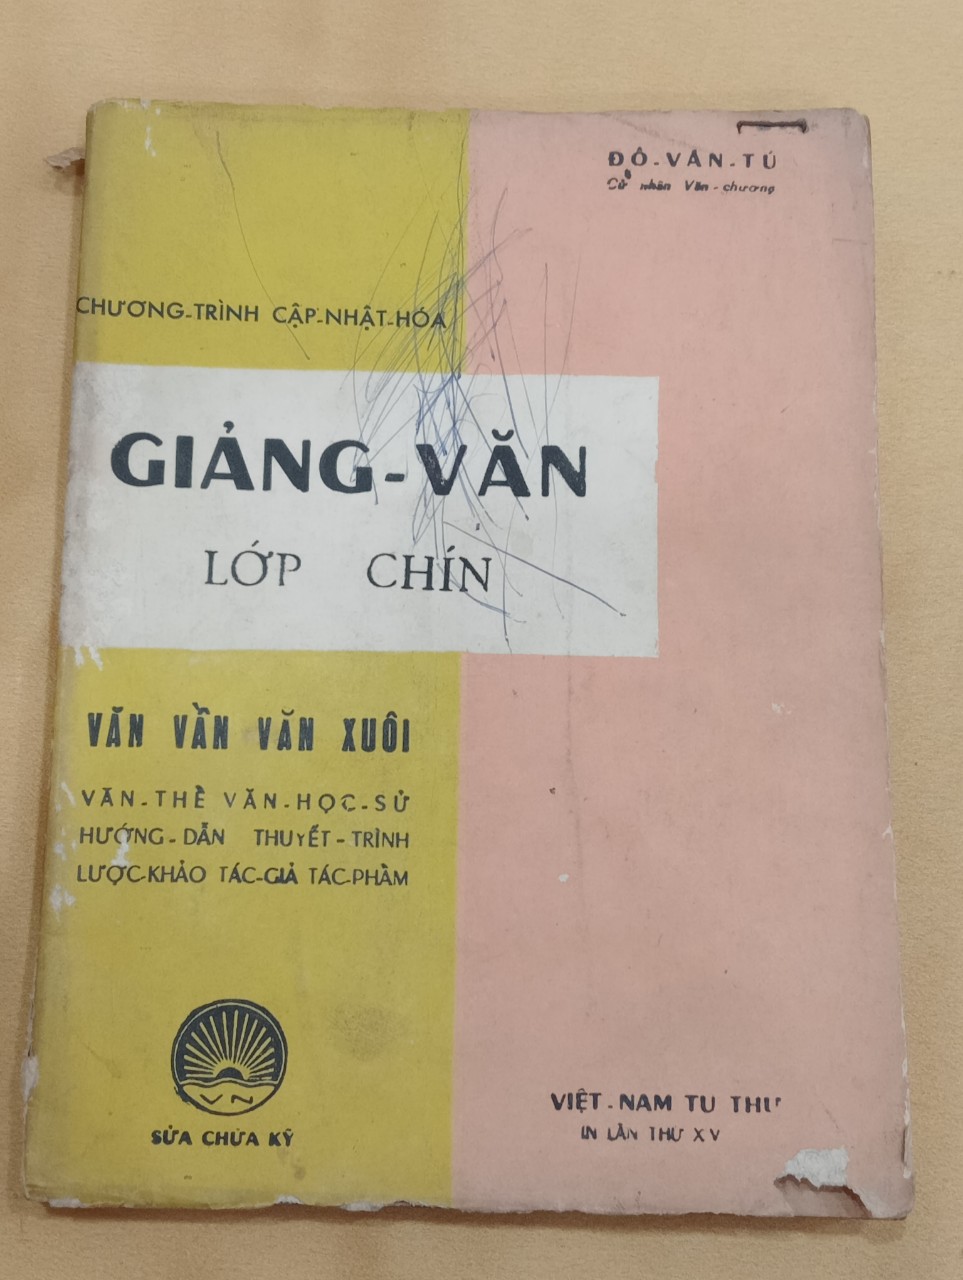 ĐỖ-VĂN-TÚ
Cử nhân Văn-chương
CHƯƠNG-TRÌNH CẬP-NHẬT-HÓA
GIẢNG-VĂN
LỚP CHÍN
VĂN VẦN VĂN XUÔI
VĂN-THỂ VĂN-HỌC-SỬ
HƯỚNG-DẪN THUYẾT-TRÌNH
LƯỢC-KHẢO TÁC-GIẢ TÁC-PHẨM
VN
SỬA CHỮA KỸ
VIỆT-NAM TU THƯ
IN LẦN THỨ XV